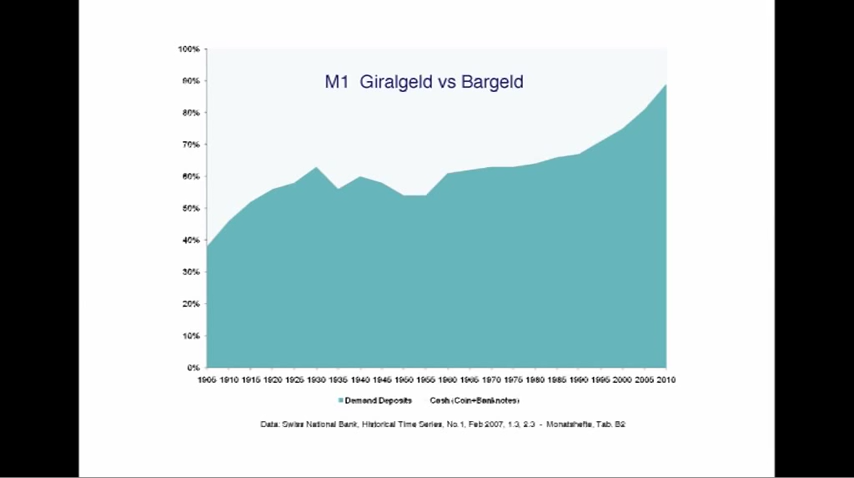 M1 Giralgeld vs Bargeld
100%
90%
80%
70%
60%
50%
40%
30%
20%
10%
0%
1905 1910 1915 1920 1925 1930 1935 1940 1945 1950 1955 1960 1965 1970 1975 1980 1985 1990 1995 2000 2005 2010
Demand Deposits Cash (Coin+Banknotes)
Data: Swiss National Bank, Historical Time Series, No.1, Feb 2007, 1.3, 2.3 - Monatshefte, Tab. B2